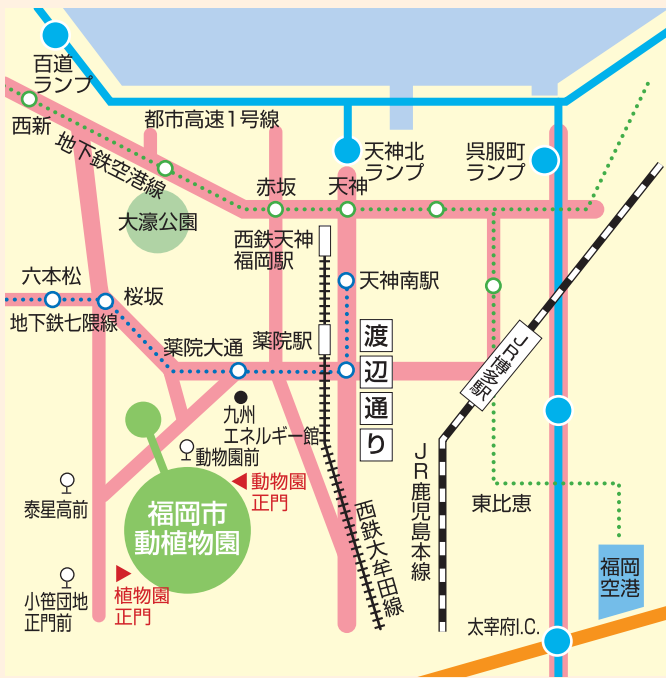 百道
ランプ
西新
都市高速1号線
地下鉄空港線
天神北
ランプ
呉服町
ランプ
赤坂
天神
大濠公園
西鉄天神
福岡駅
六本松
桜坂
天神南駅
地下鉄七隈線
薬院大通
薬院駅
渡辺通り
JR博多駅
九州
エネルギー館
動物園前
動物園
正門
泰星高前
福岡市
動植物園
西鉄大牟田線
JR鹿児島本線
東比恵
福岡
空港
小笹団地
正門前
植物園
正門
太宰府I.C.